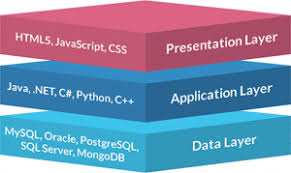 HTML5, JavaScript, CSS
Presentation Layer
Java, .NET, C#, Python, C++
Application Layer
MySQL, Oracle, PostgreSQL,
SQL Server, MongoDB
Data Layer